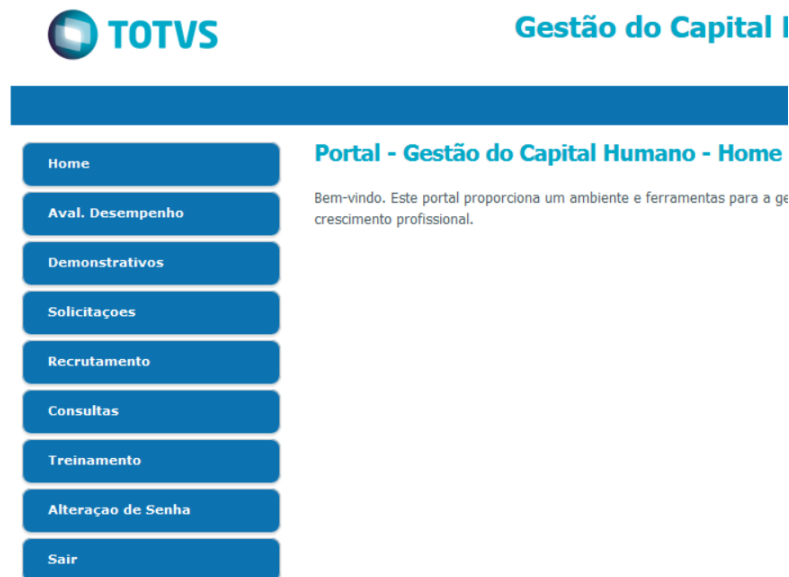 TOTVS
Gestão do Capital
Portal - Gestão do Capital Humano - Home
Bem-vindo. Este portal proporciona um ambiente e ferramentas para a
crescimento profissional.
Home
Aval. Desempenho
Demonstrativos
Solicitaçoes
Recrutamento
Consultas
Treinamento
Alteraçao de Senha
Sair